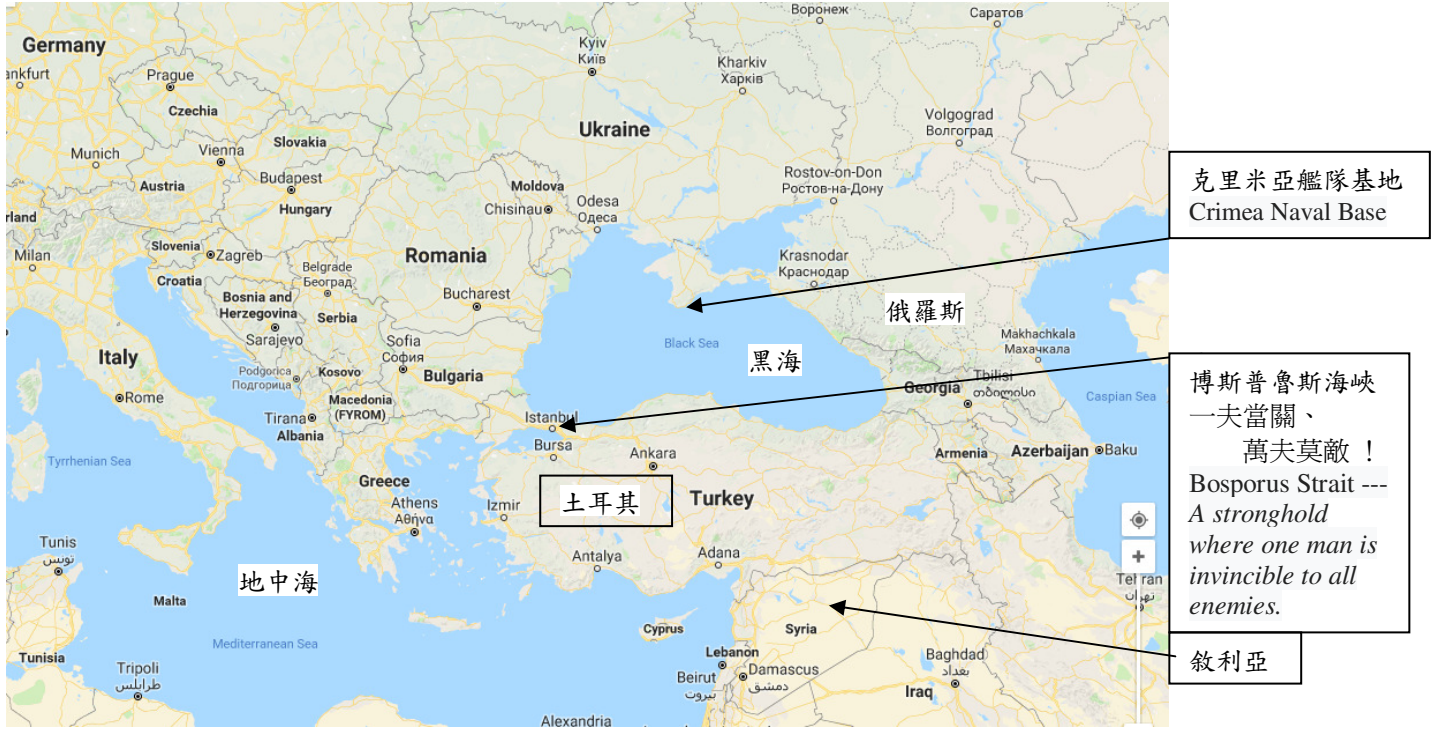 Воронеж
Саратов
Germany
Kyiv
Київ
ankfurt
Prague
Kharkiv
Харків
Czechia
Volgograd
Волгоград
Slovakia
Ukraine
Munich
Vienna
Rostov-on-Don
Ростов-на-Дону
Austria
Budapest
Moldova
Chisinau
Odesa
Одеса
Hungary
rland
Slovenia
Zagreb
Milan
Romania
Krasnodar
Краснодар
Croatia
Belgrade
Београд
Bosnia and
Herzegovina
Bucharest
俄羅斯
Serbia
Sarajevo
Sofia
София
Black Sea
黑海
Makhachkala
Махачкала
Italy
Podgorica
Подгорица
Kosovo
Bulgaria
Georgia
Tbilisi
თბილისი
Rome
Macedonia
(FYROM)
Caspian Sea
Tirana
Albania
Istanbul
Bursa
Ankara
Armenia
Azerbaijan
Baku
Tyrrhenian Sea
Greece
Athens
Αθήνα
Izmir
土耳其
Turkey
Tunis
تونس
Antalya
Adana
地中海
Malta
Tehran
تهران
Cyprus
Syria
Mediterranean Sea
Lebanon
Tunisia
Tripoli
طرابلس
Beirut
بيروت
Damascus
دمشق
Baghdad
بغداد
Iraq
Alexandria
克里米亞艦隊基地
Crimea Naval Base
博斯普魯斯海峽
一夫當關、
萬夫莫敵！
Bosporus Strait ---
A stronghold
where one man is
invincible to all
enemies.
敘利亞